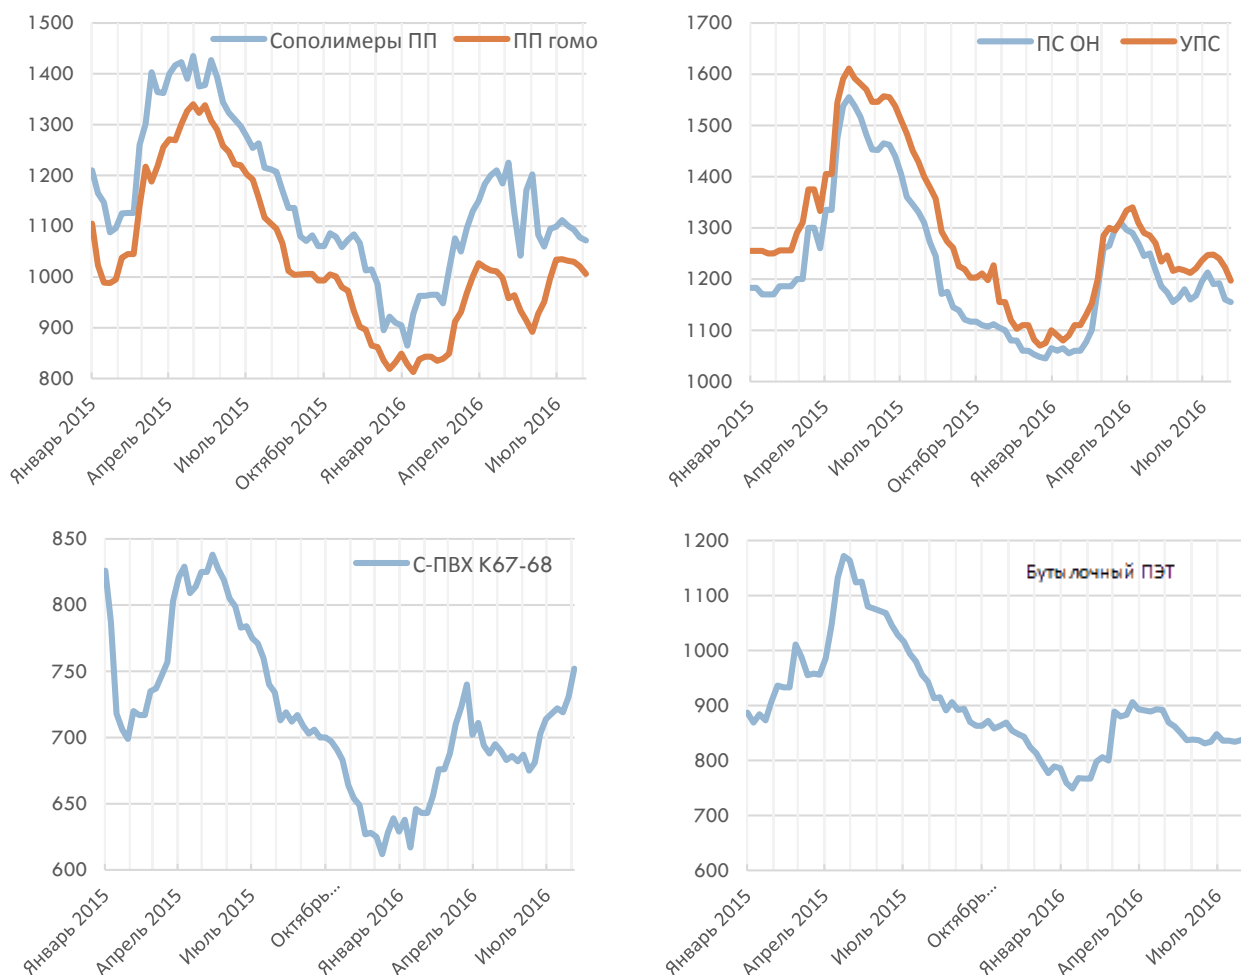 1500
1400
1300
1200
1100
1000
900
800
Сополимеры ПП ПП гомо
Январь 2015
Апрель 2015
Июль 2015
Октябрь 2015
Январь 2016
Апрель 2016
Июль 2016
1700
1600
1500
1400
1300
1200
1100
1000
ПС ОН УПС
Январь 2015
Апрель 2015
Июль 2015
Октябрь 2015
Январь 2016
Апрель 2016
Июль 2016
850
800
750
700
650
600
С-ПВХ К67-68
Январь 2015
Апрель 2015
Июль 2015
Октябрь...
Январь 2016
Апрель 2016
Июль 2016
1200
1100
1000
900
800
700
600
Бутылочный ПЭТ
Январь 2015
Апрель 2015
Июль 2015
Октябрь...
Январь 2016
Апрель 2016
Июль 2016